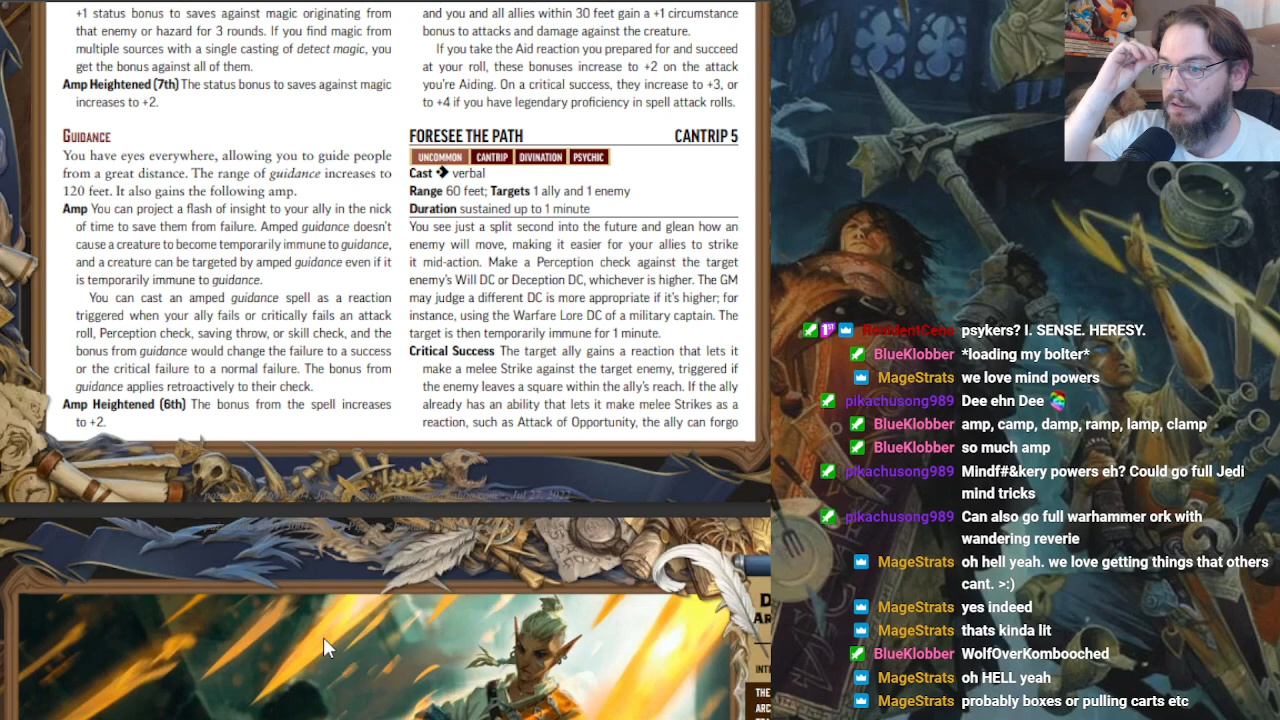 +1 status bonus to saves against magic originating from
that enemy or hazard for 3 rounds. If you find magic from
multiple sources with a single casting of detect magic, you
get the bonus against all of them.
Amp Heightened (7th) The status bonus to saves against magic
increases to +2.
GUIDANCE
You have eyes everywhere, allowing you to guide people
from a great distance. The range of guidance increases to
120 feet. It also gains the following amp.
Amp You can project a flash of insight to your ally in the nick
of time to save them from failure. Amped guidance doesn't
cause a creature to become temporarily immune to guidance,
and a creature can be targeted by amped guidance even if it
is temporarily immune to guidance.
You can cast an amped guidance spell as a reaction
triggered when your ally fails or critically fails an attack
roll, Perception check, saving throw, or skill check, and the
bonus from guidance would change the failure to a success
or the critical failure to a normal failure. The bonus from
guidance applies retroactively to their check.
Amp Heightened (6th) The bonus from the spell increases
to +2.
and you and all allies within 30 feet gain a +1 circumstance
bonus to attacks and damage against the creature.
If you take the Aid reaction you prepared for and succeed
at your roll, these bonuses increase to +2 on the attack
you're Aiding. On a critical success, they increase to +3, or
to +4 if you have legendary proficiency in spell attack rolls.
FORESEE THE PATH CANTRIP 5
UNCOMMON CANTRIP DIVINATION PSYCHIC
Cast verbal
Range 60 feet; Targets 1 ally and 1 enemy
Duration sustained up to 1 minute
You see just a split second into the future and glean how an
enemy will move, making it easier for your allies to strike
it mid-action. Make a Perception check against the target
enemy's Will DC or Deception DC, whichever is higher. The GM
may judge a different DC is more appropriate if it's higher; for
instance, using the Warfare Lore DC of a military captain. The
target is then temporarily immune for 1 minute.
Critical Success The target ally gains a reaction that lets it
make a melee Strike against the target enemy, triggered if
the enemy leaves a square within the ally's reach. If the ally
already has an ability that lets it make melee Strikes as a
reaction, such as Attack of Opportunity, the ally can forgo
Jul 27, 2022
1ST psykers? I. SENSE. HERESY.
BlueKlobber *loading my bolter*
MageStrats we love mind powers
pikachusong989 Dee ehn Dee
BlueKlobber amp, camp, damp, ramp, lamp, clamp
BlueKlobber so much amp
pikachusong989 Mindf#&kery powers eh? Could go full Jedi
mind tricks
pikachusong989 Can also go full warhammer ork with
wandering reverie
MageStrats oh hell yeah. we love getting things that others
cant. >:)
MageStrats yes indeed
MageStrats thats kinda lit
BlueKlobber WolfOverKombooched
MageStrats oh HELL yeah
MageStrats probably boxes or pulling carts etc